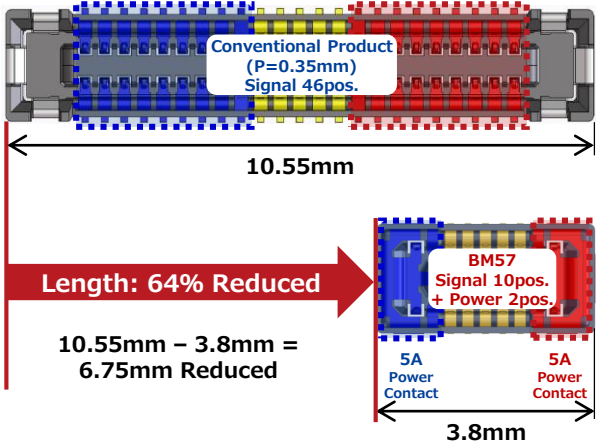 Conventional Product
(P=0.35mm)
Signal 46pos.
10.55mm
Length: 64% Reduced
BM57
Signal 10pos.
+ Power 2pos.
10.55mm – 3.8mm =
6.75mm Reduced
5A
Power
Contact
5A
Power
Contact
3.8mm